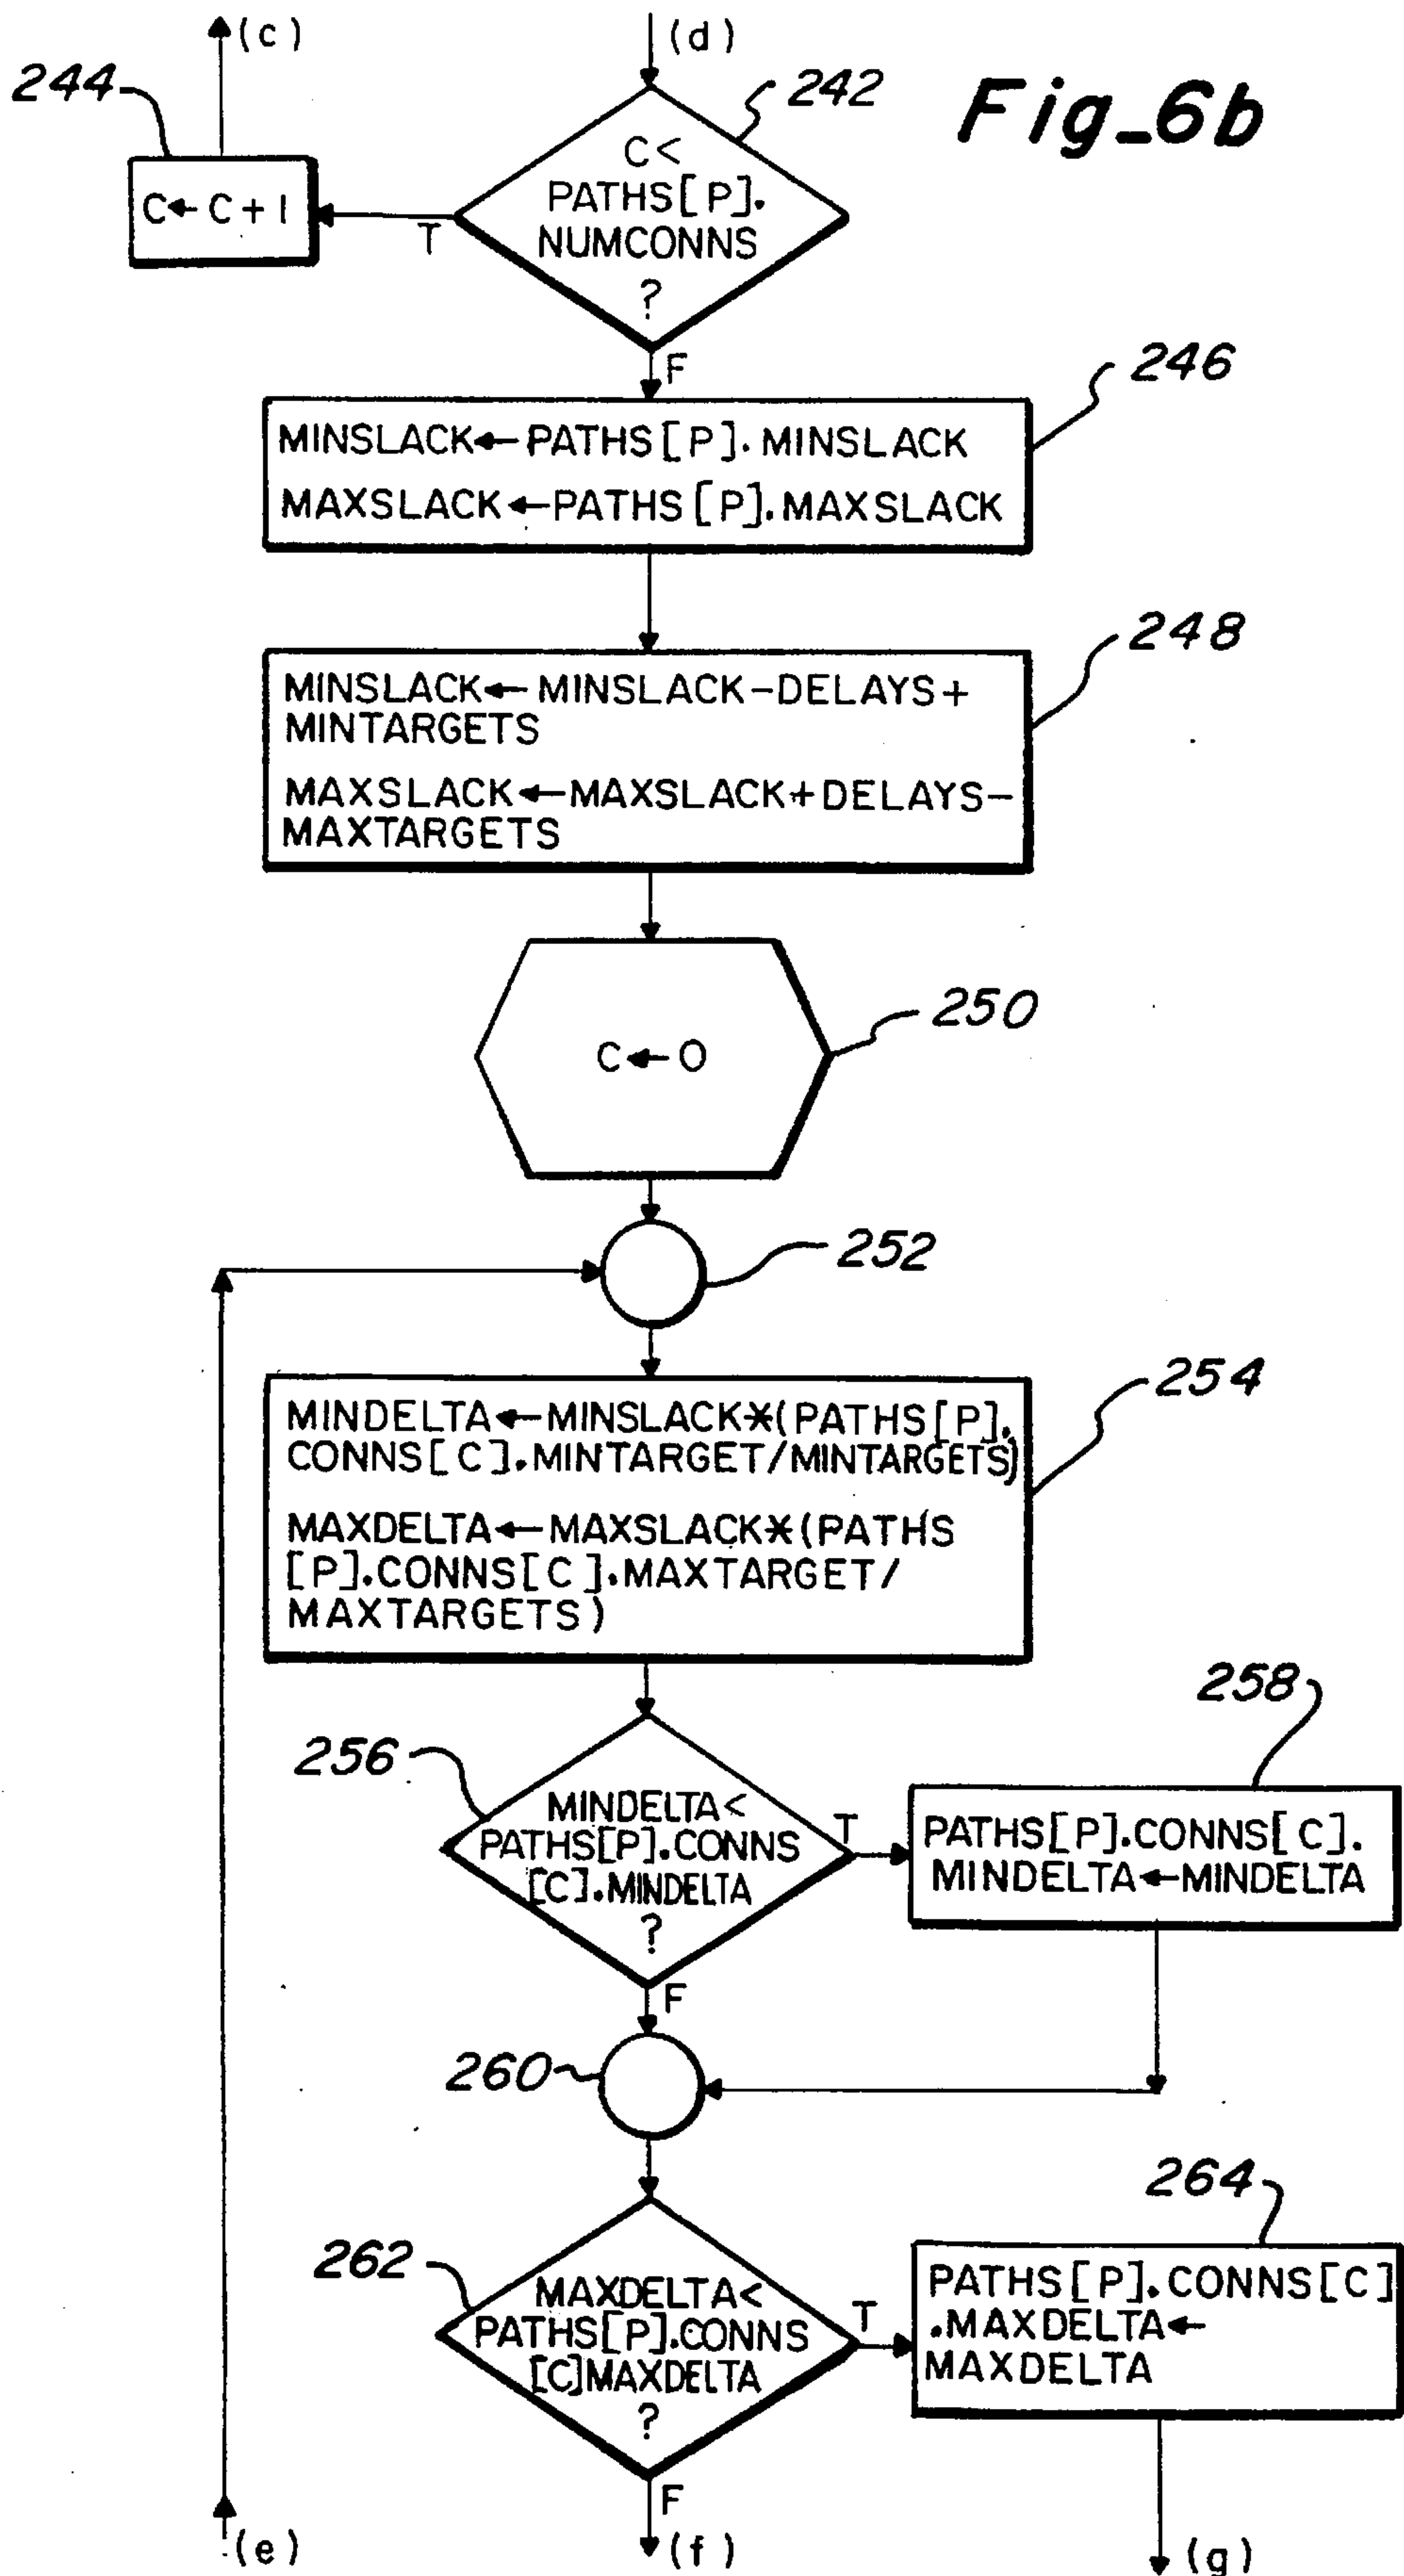 (c)
(d)
244
242
Fig_6b
C<
PATHS[P].
NUMCONNS
?
C←C+1
T
F
246
MINSLACK←PATHS[P].MINSLACK
MAXSLACK←PATHS[P].MAXSLACK
248
MINSLACK←MINSLACK-DELAYS+
MINTARGETS
MAXSLACK←MAXSLACK+DELAYS-
MAXTARGETS
250
C←0
252
254
MINDELTA←MINSLACK*(PATHS[P].
CONNS[C].MINTARGET/MINTARGETS)
MAXDELTA←MAXSLACK*(PATHS
[P].CONNS[C].MAXTARGET/
MAXTARGETS)
258
256
MINDELTA<
PATHS[P].CONNS
[C].MINDELTA
?
T
PATHS[P].CONNS[C].
MINDELTA←MINDELTA
F
260
264
262
MAXDELTA<
PATHS[P].CONNS
[C]MAXDELTA
?
T
PATHS[P].CONNS[C]
.MAXDELTA←
MAXDELTA
F
(e)
(f)
(g)